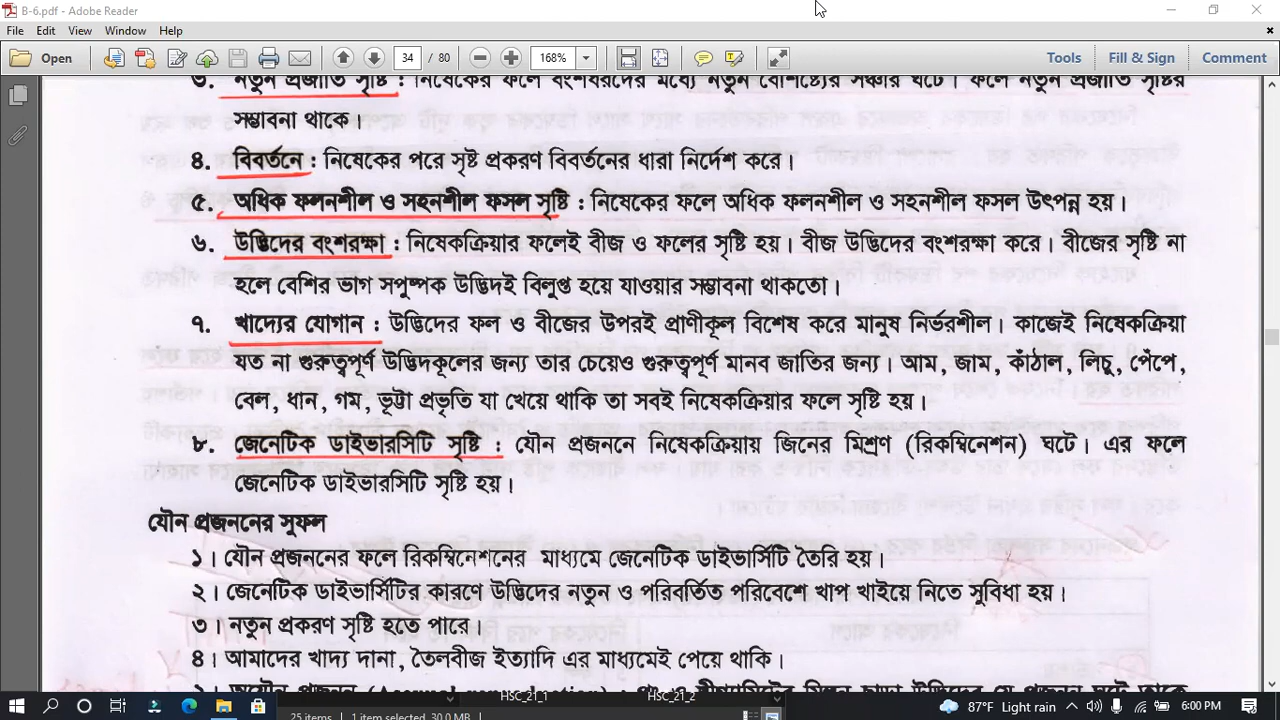 B-6.pdf - Adobe Reader
File Edit View Window Help
Open 34 / 80 168% Tools Fill & Sign Comment
৩. নতুন প্রজাতি সৃষ্টি : নিষেকের ফলে বংশধরদের মধ্যে নতুন বৈশিষ্ট্যের সঞ্চার ঘটে। ফলে নতুন প্রজাতি সৃষ্টির
সম্ভাবনা থাকে।
৪. বিবর্তনে : নিষেকের পরে সৃষ্ট প্রকরণ বিবর্তনের ধারা নির্দেশ করে।
৫. অধিক ফলনশীল ও সহনশীল ফসল সৃষ্টি : নিষেকের ফলে অধিক ফলনশীল ও সহনশীল ফসল উৎপন্ন হয়।
৬. উদ্ভিদের বংশরক্ষা : নিষেকক্রিয়ার ফলেই বীজ ও ফলের সৃষ্টি হয়। বীজ উদ্ভিদের বংশরক্ষা করে। বীজের সৃষ্টি না
হলে বেশির ভাগ সপুষ্পক উদ্ভিদই বিলুপ্ত হয়ে যাওয়ার সম্ভাবনা থাকতো।
৭. খাদ্যের যোগান : উদ্ভিদের ফল ও বীজের উপরই প্রাণীকূল বিশেষ করে মানুষ নির্ভরশীল। কাজেই নিষেকক্রিয়া
যত না গুরুত্বপূর্ণ উদ্ভিদকূলের জন্য তার চেয়েও গুরুত্বপূর্ণ মানব জাতির জন্য। আম, জাম, কাঁঠাল, লিচু, পেঁপে,
বেল, ধান, গম, ভূট্টা প্রভৃতি যা খেয়ে থাকি তা সবই নিষেকক্রিয়ার ফলে সৃষ্টি হয়।
৮. জেনেটিক ডাইভারসিটি সৃষ্টি : যৌন প্রজননে নিষেকক্রিয়ায় জিনের মিশ্রণ (রিকম্বিনেশন) ঘটে। এর ফলে
জেনেটিক ডাইভারসিটি সৃষ্টি হয়।
যৌন প্রজননের সুফল
১। যৌন প্রজননের ফলে রিকম্বিনেশনের মাধ্যমে জেনেটিক ডাইভার্সিটি তৈরি হয়।
২। জেনেটিক ডাইভার্সিটির কারণে উদ্ভিদের নতুন ও পরিবর্তিত পরিবেশে খাপ খাইয়ে নিতে সুবিধা হয়।
৩। নতুন প্রকরণ সৃষ্টি হতে পারে।
৪। আমাদের খাদ্য দানা, তৈলবীজ ইত্যাদি এর মাধ্যমেই পেয়ে থাকি।
HSC_21_1 HSC_21_2
25 items 1 item selected 30.0 MB
87°F Light rain 6:00 PM